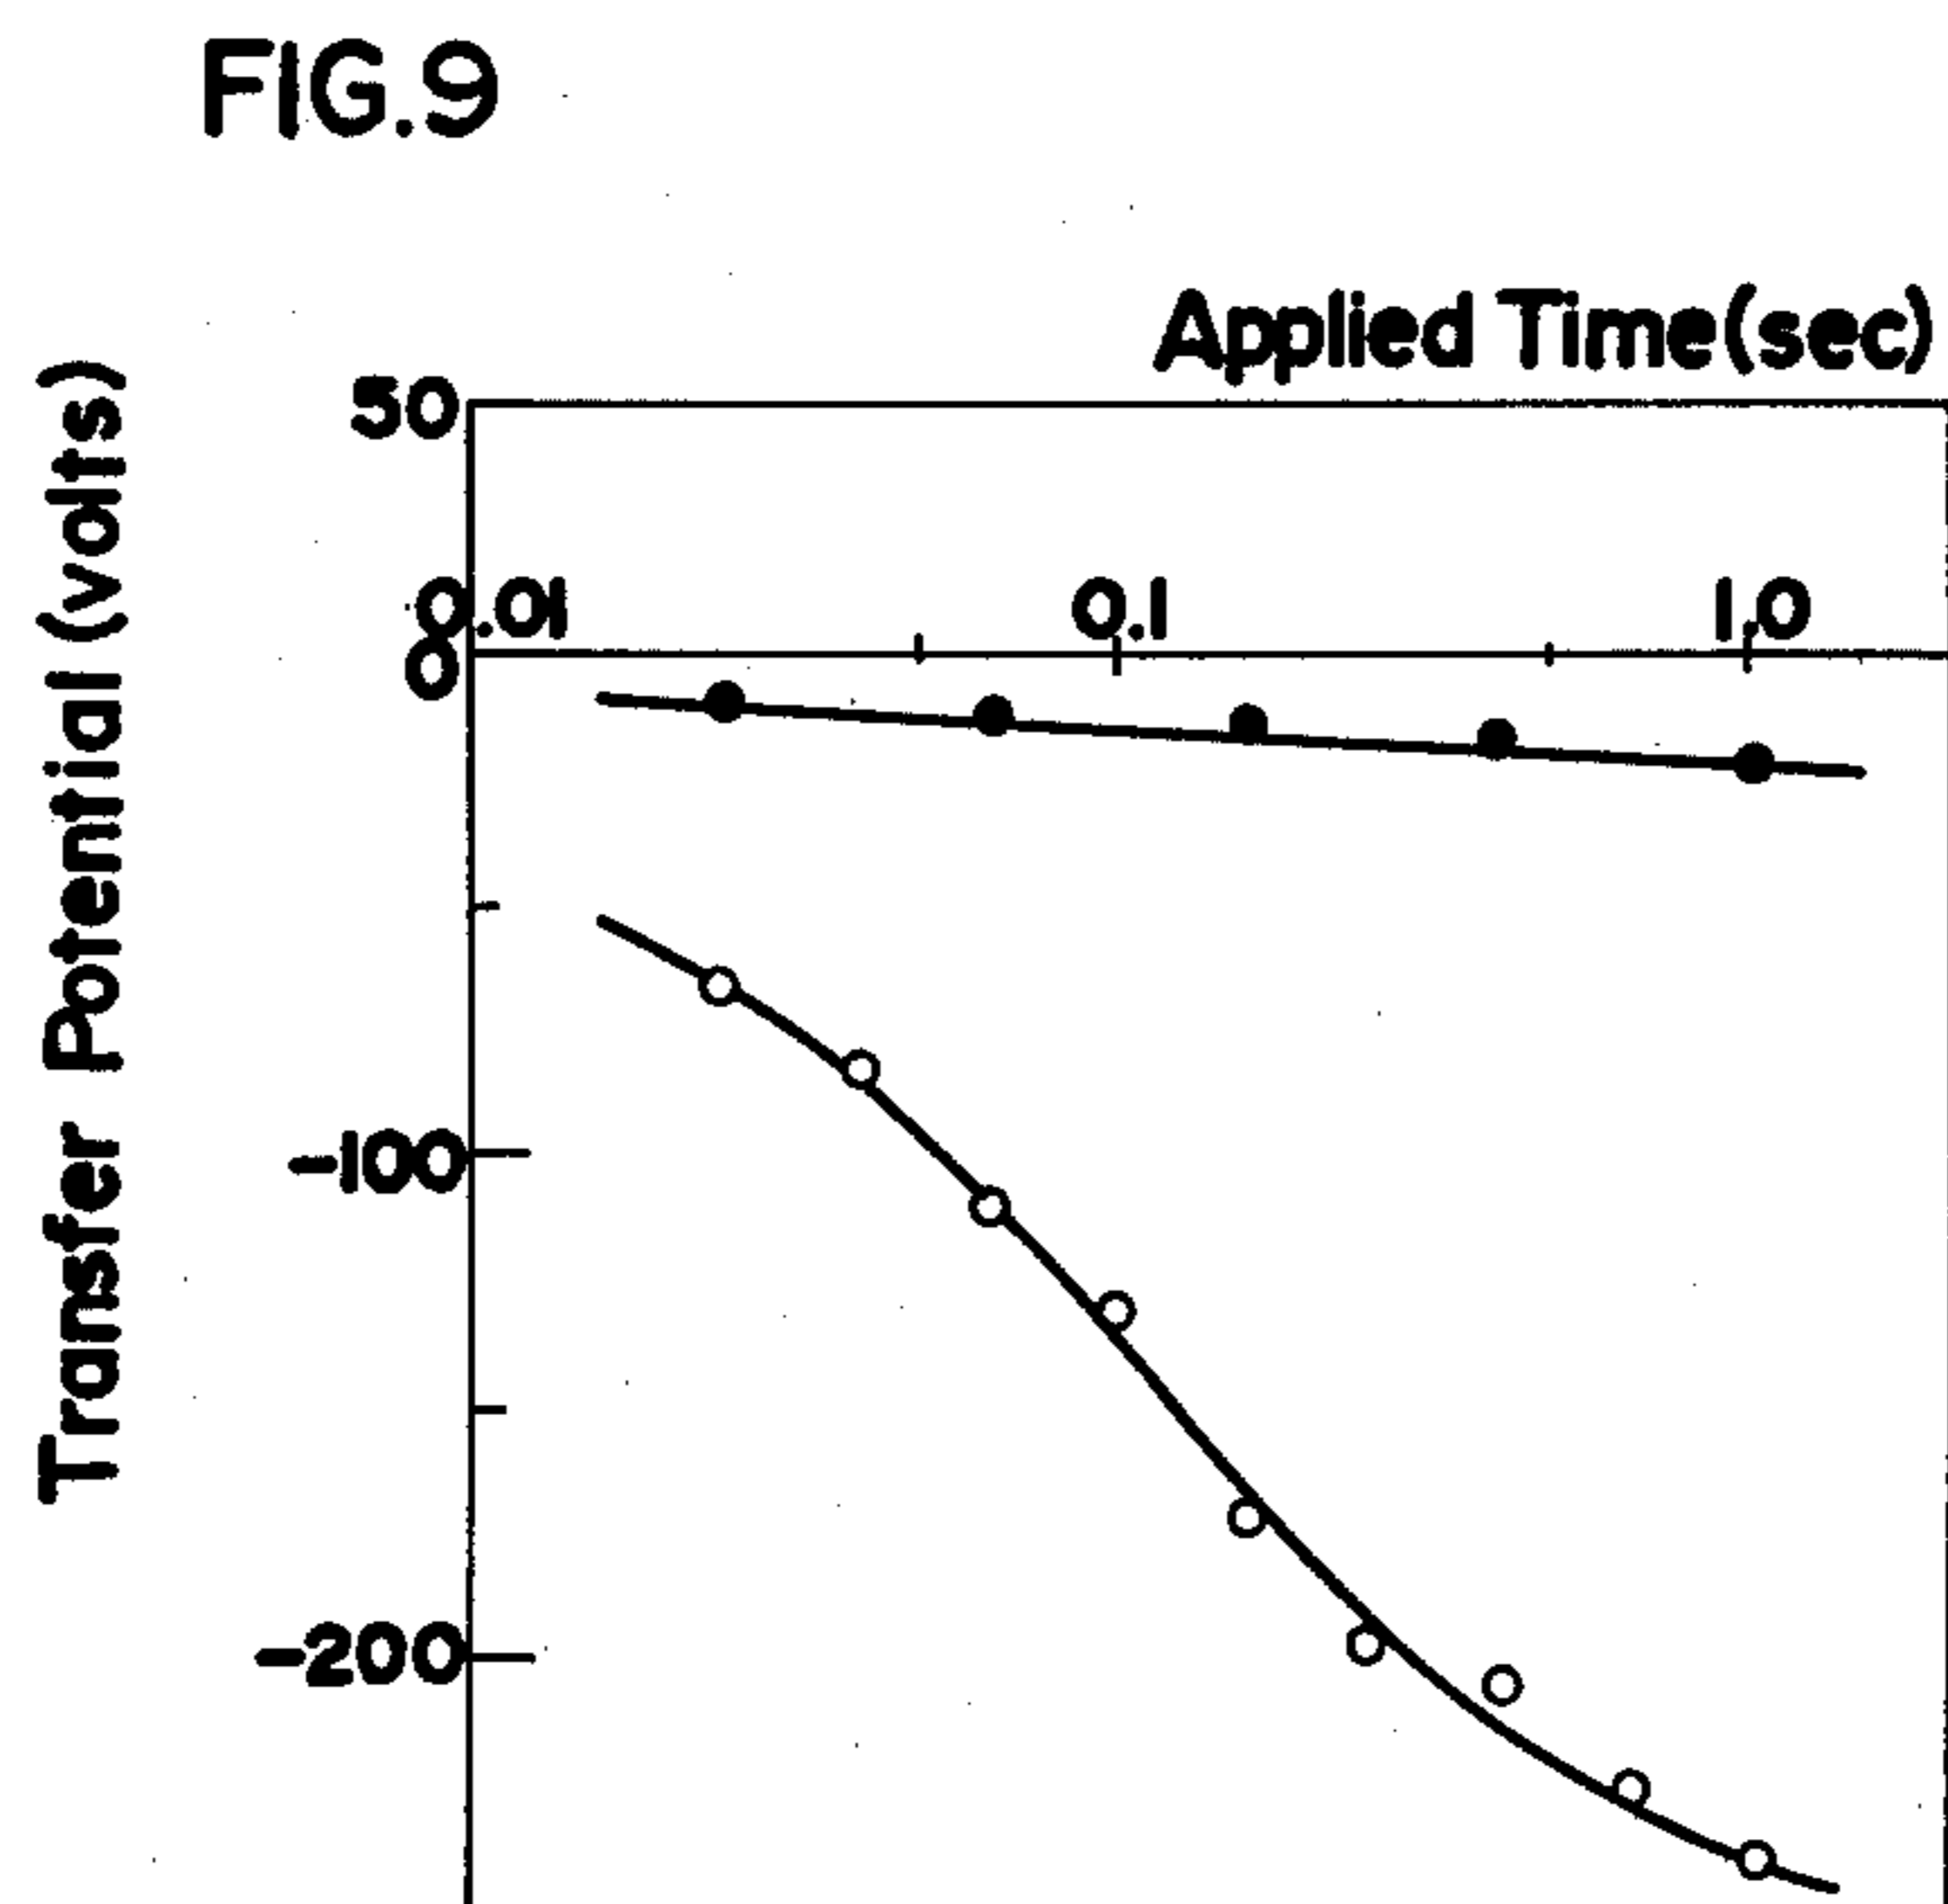 FIG.9
Applied Time(sec)
Transfer Potential (volts)
50
0.01 0.1 1.0
0
-100
-200